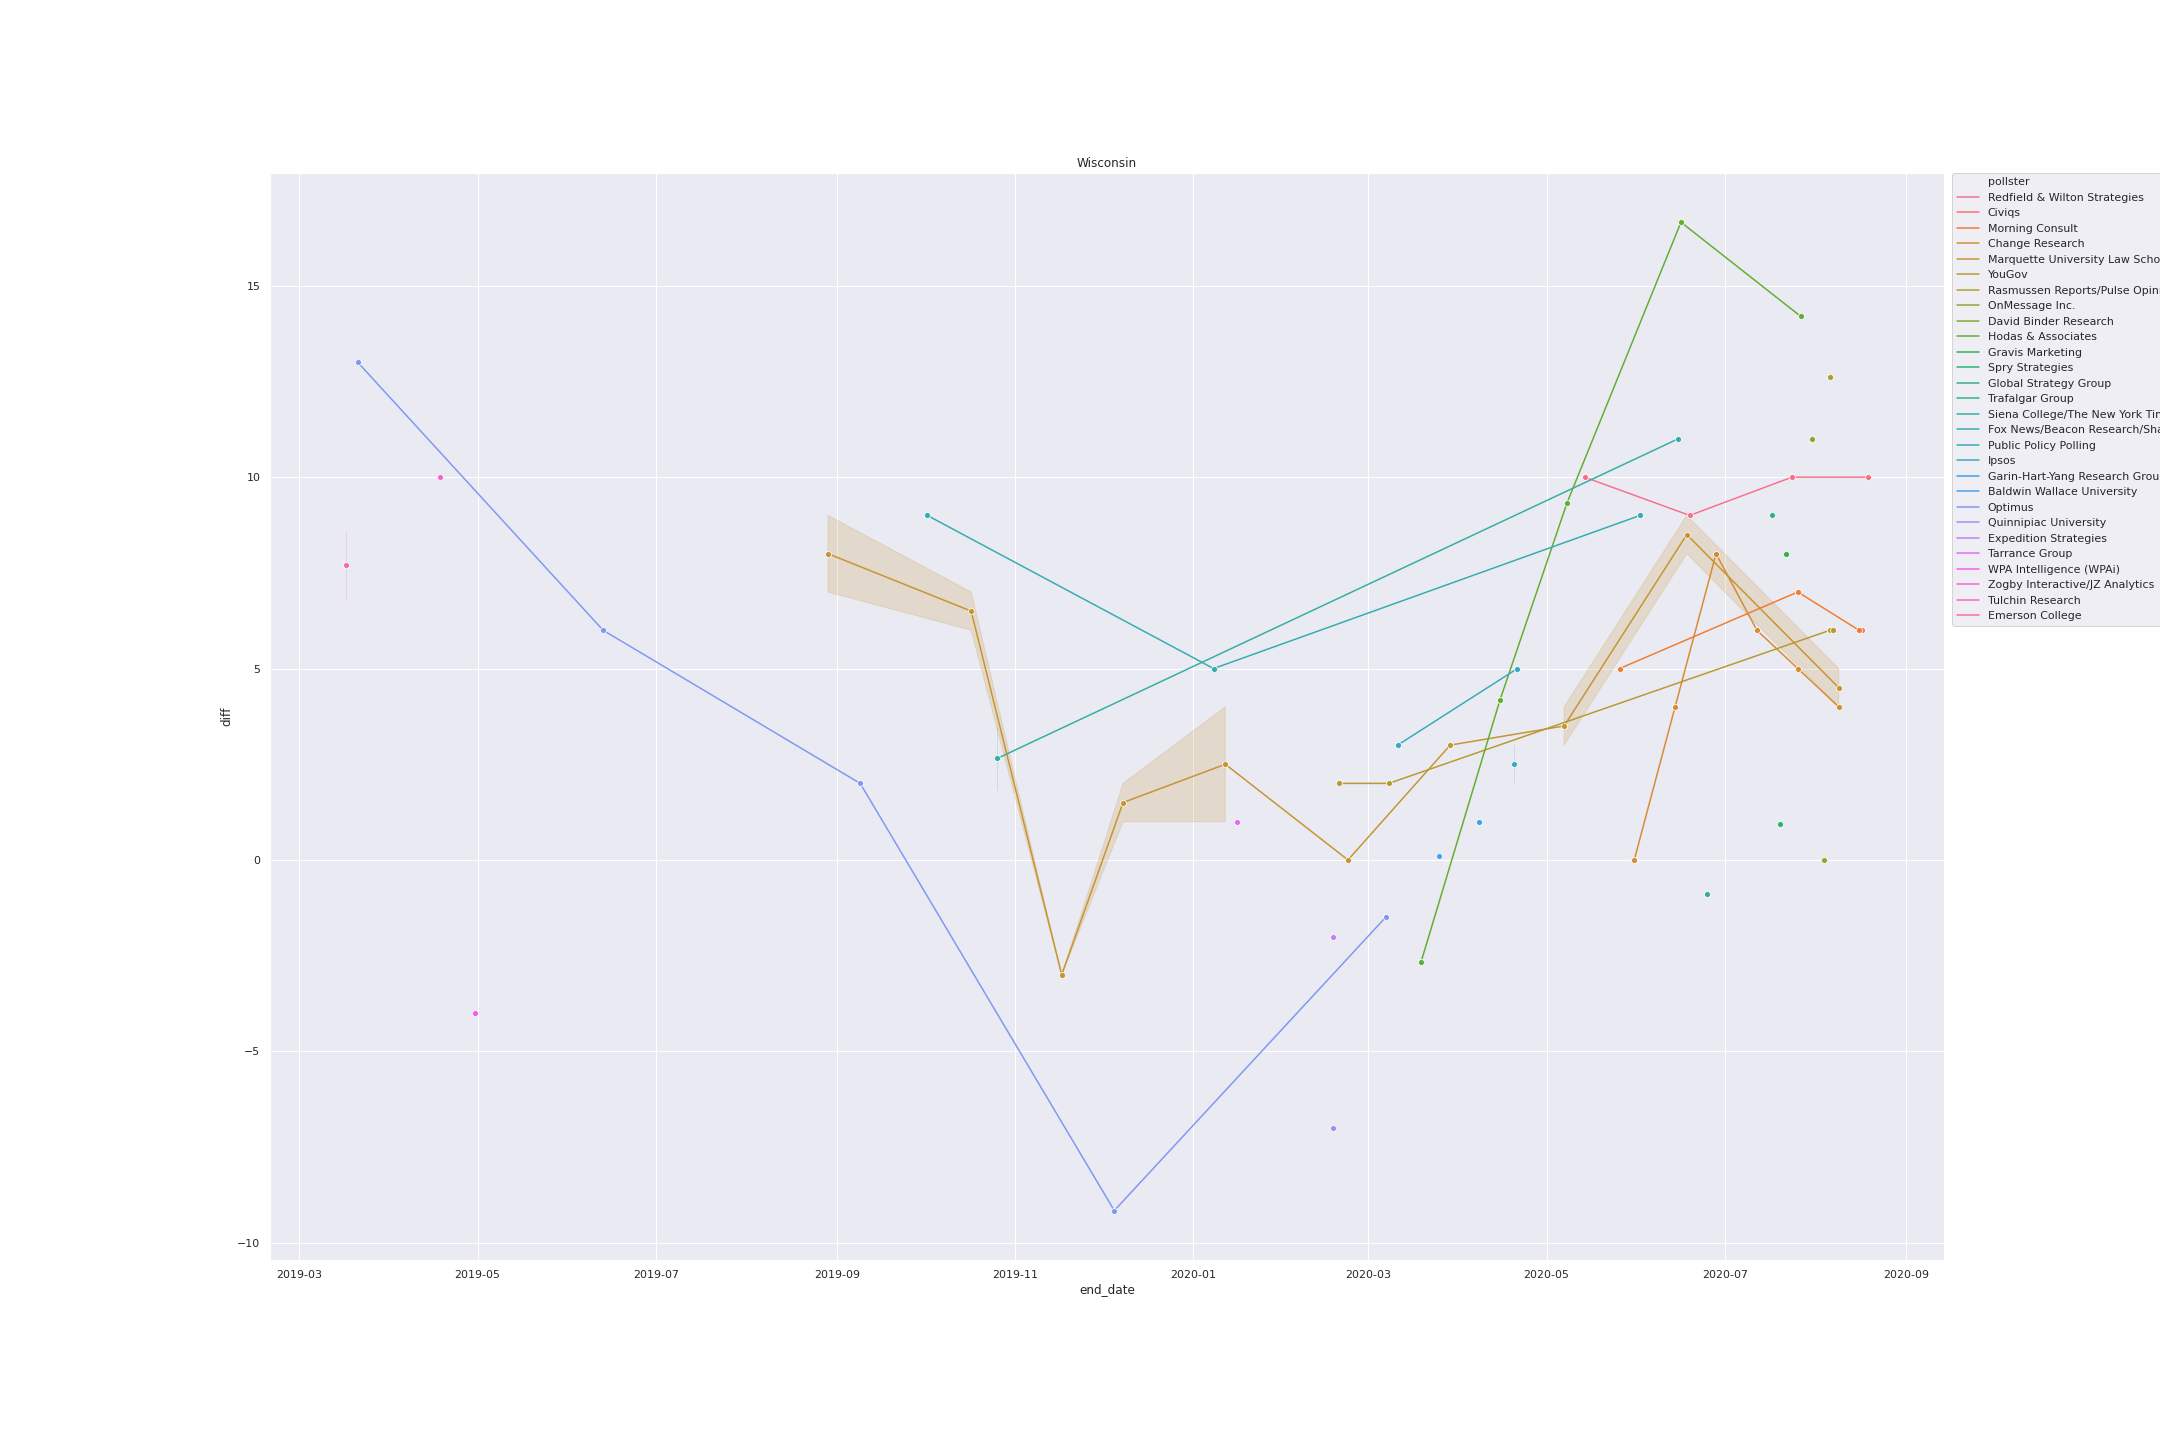 Wisconsin
pollster
Redfield & Wilton Strategies
Civiqs
Morning Consult
Change Research
Marquette University Law Scho
YouGov
Rasmussen Reports/Pulse Opin
OnMessage Inc.
David Binder Research
Hodas & Associates
Gravis Marketing
Spry Strategies
Global Strategy Group
Trafalgar Group
Siena College/The New York Tin
Fox News/Beacon Research/Sha
Public Policy Polling
Ipsos
Garin-Hart-Yang Research Grou
Baldwin Wallace University
Optimus
Quinnipiac University
Expedition Strategies
Tarrance Group
WPA Intelligence (WPAi)
Zogby Interactive/JZ Analytics
Tulchin Research
Emerson College
15
10
5
0
−5
−10
diff
2019-03 2019-05 2019-07 2019-09 2019-11 2020-01 2020-03 2020-05 2020-07 2020-09
end_date